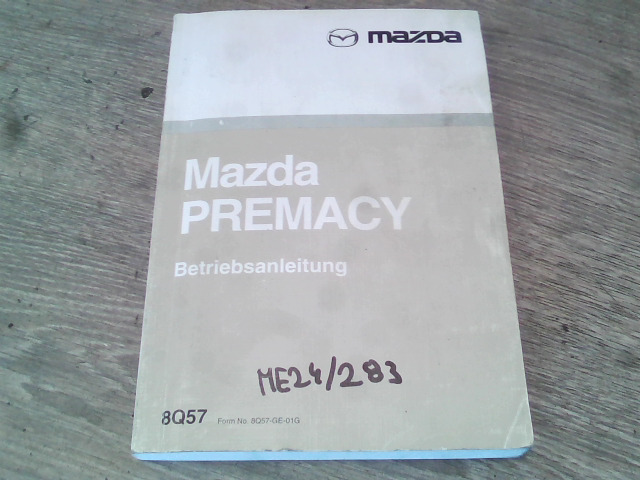 mazda
Mazda
PREMACY
Betriebsanleitung
ME24/283
8Q57 Form No. 8Q57-GE-01G